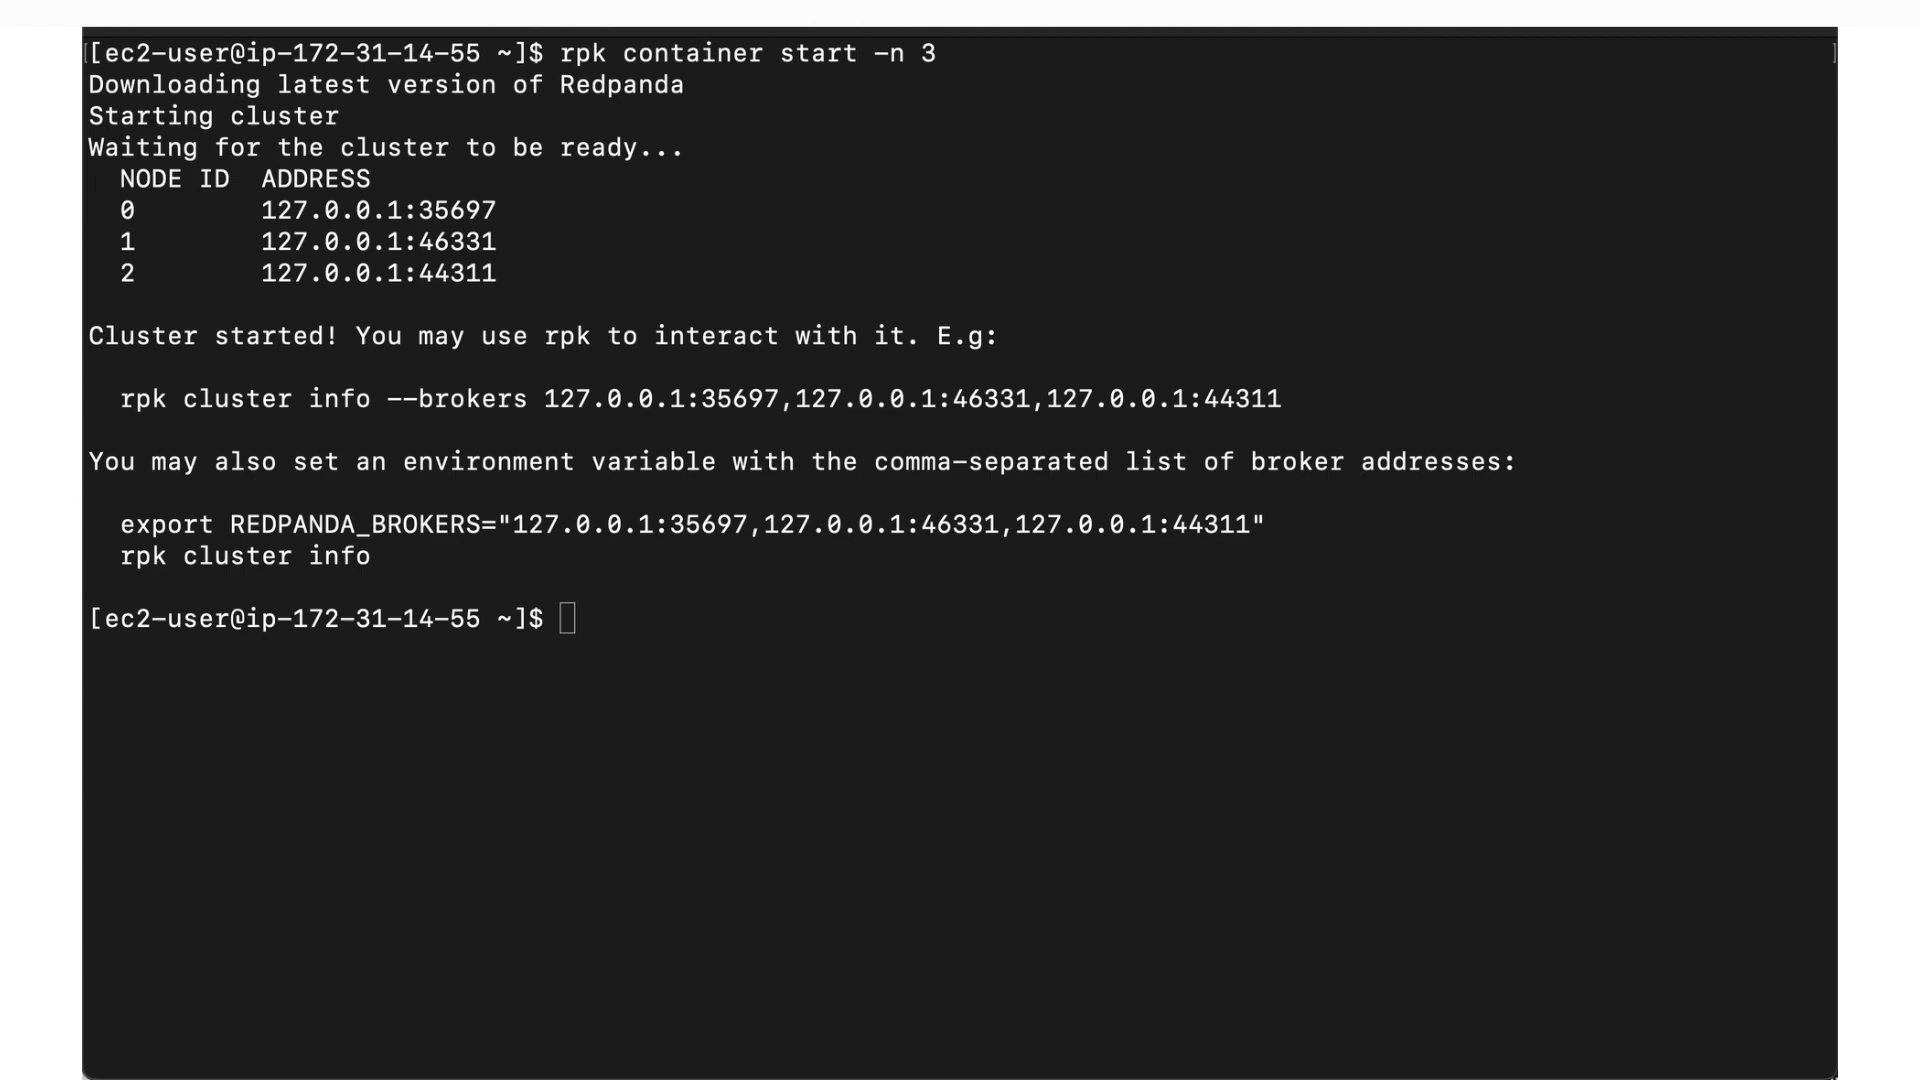 [ec2-user@ip-172-31-14-55 ~]$ rpk container start -n 3
Downloading latest version of Redpanda
Starting cluster
Waiting for the cluster to be ready...
NODE ID  ADDRESS
0        127.0.0.1:35697
1        127.0.0.1:46331
2        127.0.0.1:44311
Cluster started! You may use rpk to interact with it. E.g:
rpk cluster info --brokers 127.0.0.1:35697,127.0.0.1:46331,127.0.0.1:44311
You may also set an environment variable with the comma-separated list of broker addresses:
export REDPANDA_BROKERS="127.0.0.1:35697,127.0.0.1:46331,127.0.0.1:44311"
rpk cluster info
[ec2-user@ip-172-31-14-55 ~]$